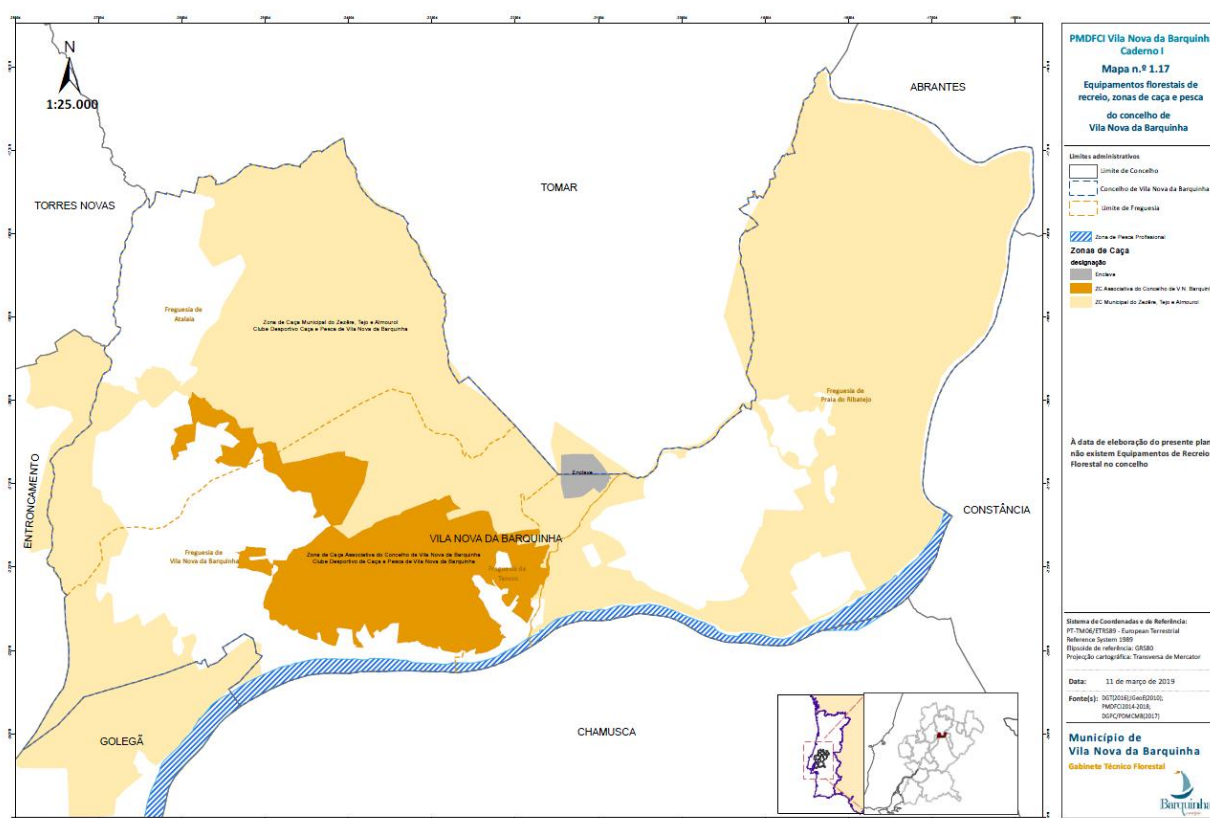 N
1:25.000
TORRES NOVAS
TOMAR
ABRANTES
ENTRONCAMENTO
GOLEGÃ
CHAMUSCA
CONSTÂNCIA
VILA NOVA DA BARQUINHA
Freguesia de
Atalaia
Zona de Caça Municipal do Zezêre, Tejo e Almourol
Clube Desportivo Caça e Pesca de Vila Nova da Barquinha
Freguesia de
Praia do Ribatejo
Enclave
Freguesia de
Vila Nova da Barquinha
Zona de Caça Associativa do Concelho de Vila Nova da Barquinha
Clube Desportivo de Caça e Pesca de Vila Nova da Barquinha
Freguesia de
Tancos
PMDFCI Vila Nova da Barquinh
Caderno I
Mapa n.º 1.17
Equipamentos florestais de
recreio, zonas de caça e pesca
do concelho de
Vila Nova da Barquinha
Limites administrativos
Limite de Concelho
Concelho de Vila Nova da Barquinha
Limite de Freguesia
Zona de Pesca Profissional
Zonas de Caça
designação
Enclave
ZC Associativa do Concelho de V.N. Barquin
ZC Municipal do Zezêre, Tejo e Almourol
À data de eleboração do presente plan
não existem Equipamentos de Recreio
Florestal no concelho
Sistema de Coordenadas e de Referência:
PT-TM06/ETRS89 - European Terrestrial
Reference System 1989
Elipsoide de referência: GRS80
Projecção cartográfica: Transversa de Mercator
Data: 11 de março de 2019
Fonte(s): DGT(2016);IGeoE(2010);
PMDFCI2014-2018;
DGPC/PDMCMB(2017)
Município de
Vila Nova da Barquinha
Gabinete Técnico Florestal
Barquinha